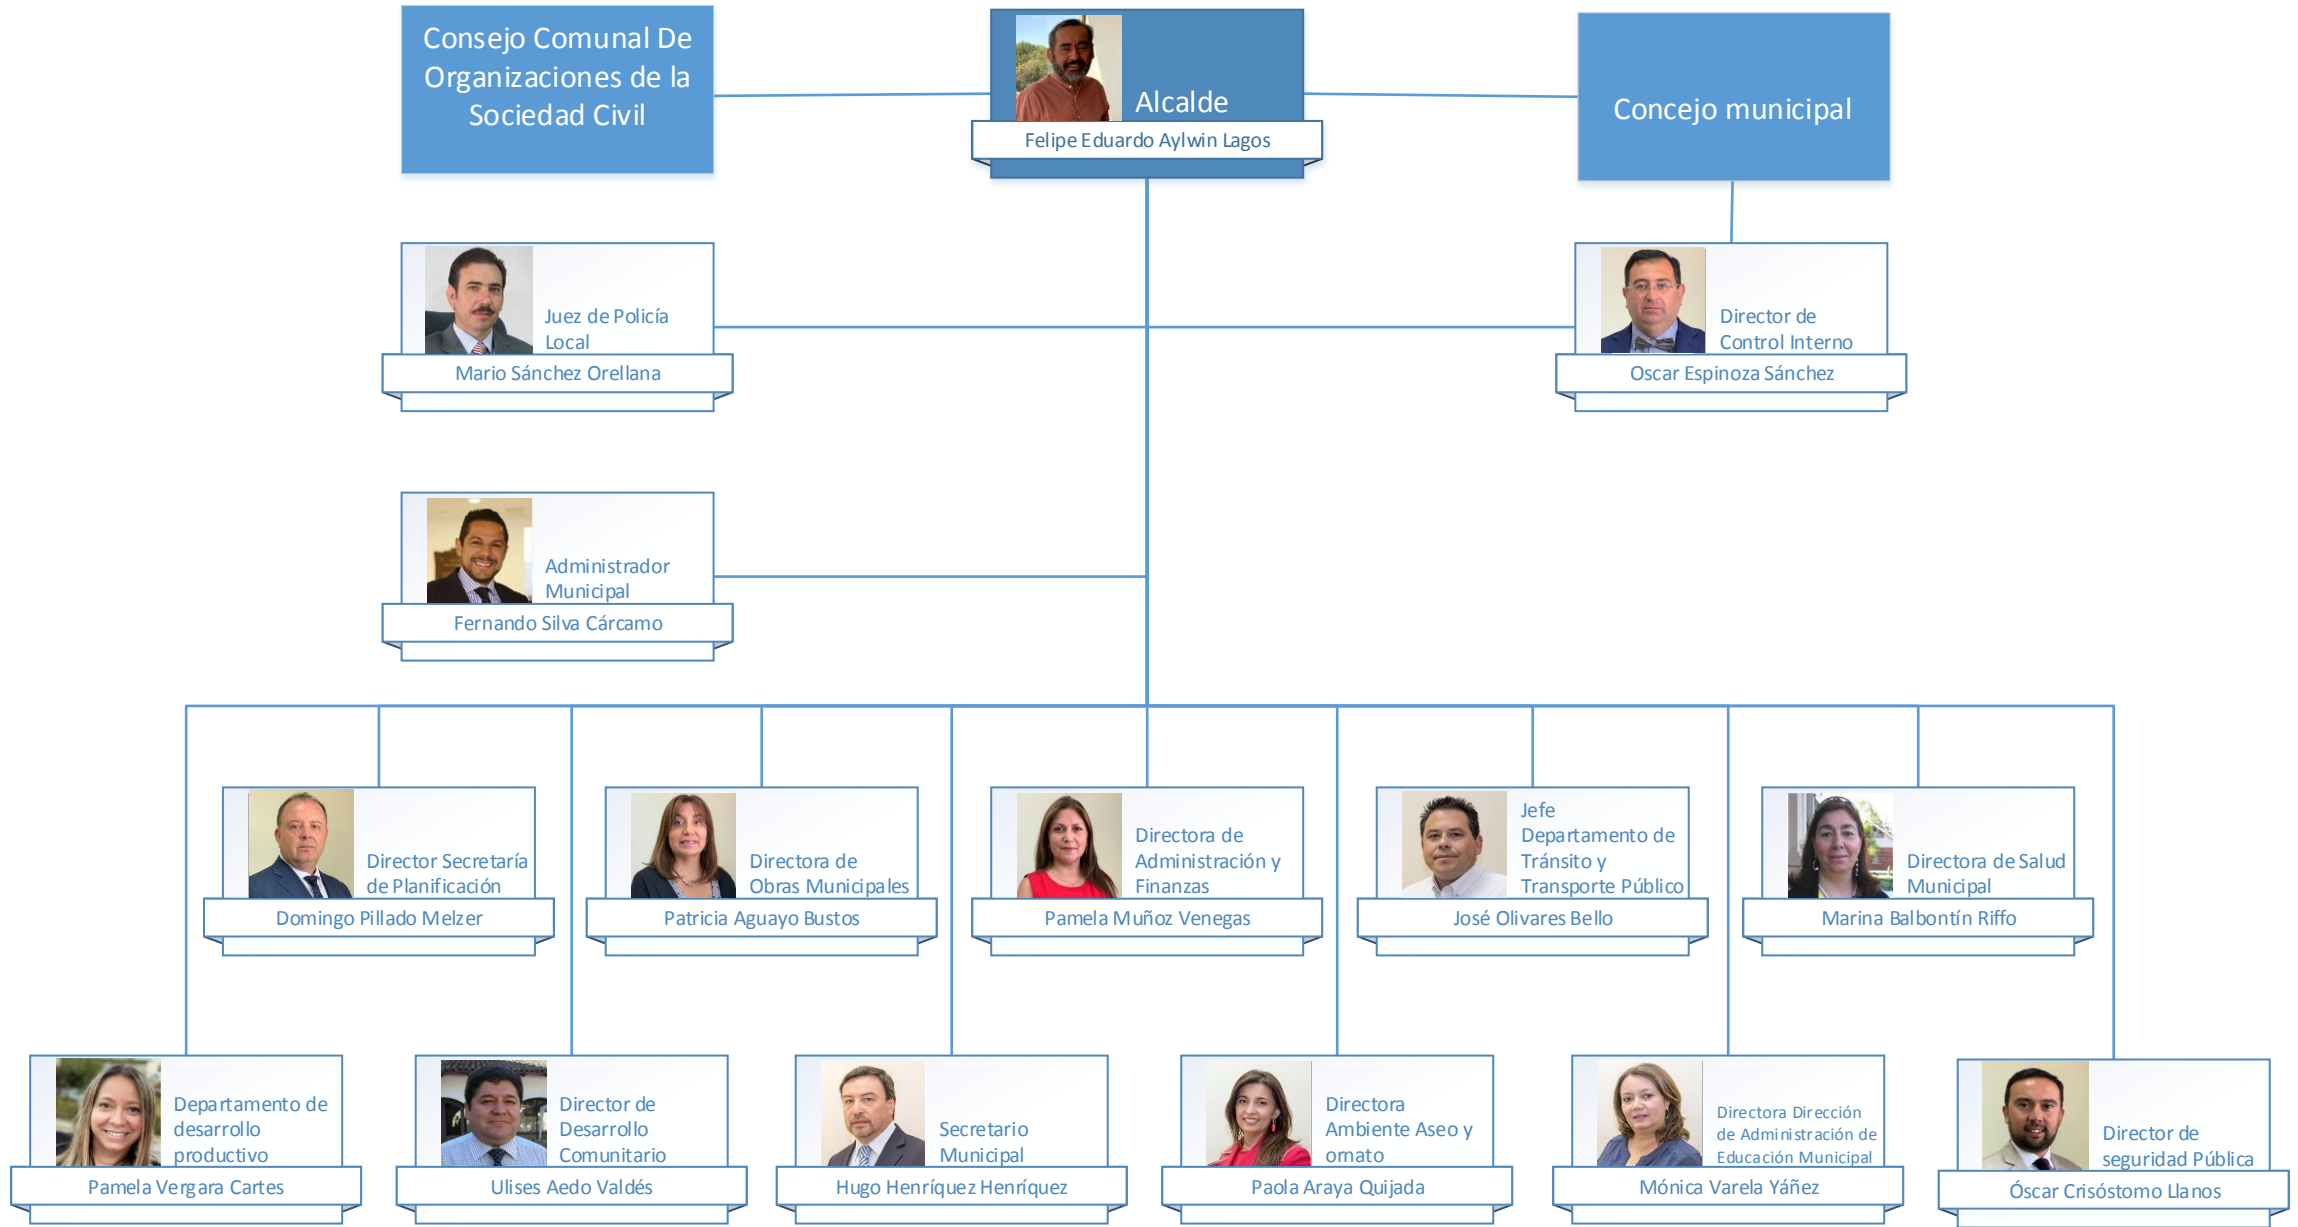 Consejo Comunal De
Organizaciones de la
Sociedad Civil
Alcalde
Felipe Eduardo Aylwin Lagos
Concejo municipal
Juez de Policía
Local
Mario Sánchez Orellana
Director de
Control Interno
Oscar Espinoza Sánchez
Administrador
Municipal
Fernando Silva Cárcamo
Director Secretaría
de Planificación
Domingo Pillado Melzer
Directora de
Obras Municipales
Patricia Aguayo Bustos
Directora de
Administración y
Finanzas
Pamela Muñoz Venegas
Jefe
Departamento de
Tránsito y
Transporte Público
José Olivares Bello
Directora de Salud
Municipal
Marina Balbontín Riffo
Departamento de
desarrollo
productivo
Pamela Vergara Cartes
Director de
Desarrollo
Comunitario
Ulises Aedo Valdés
Secretario
Municipal
Hugo Henríquez Henríquez
Directora
Ambiente Aseo y
ornato
Paola Araya Quijada
Directora Dirección
de Administración de
Educación Municipal
Mónica Varela Yáñez
Director de
seguridad Pública
Óscar Crisóstomo Llanos